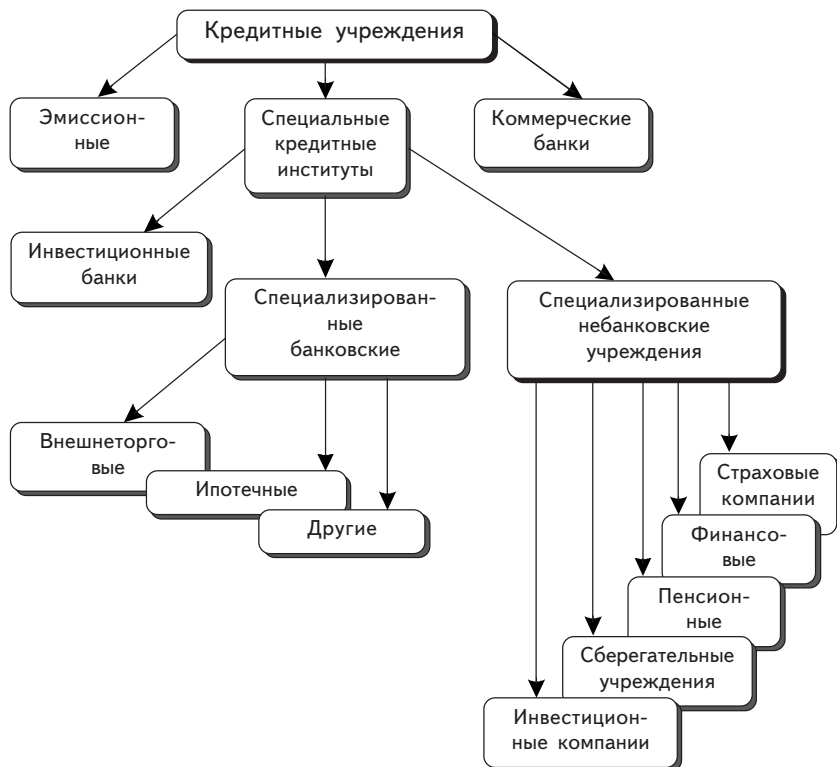 Кредитные учреждения
Эмиссион-
ные
Специальные
кредитные
институты
Коммерческие
банки
Инвестиционные
банки
Специализирован-
ные
банковские
Специализированные
небанковские
учреждения
Внешнеторго-
вые
Ипотечные
Другие
Страховые
компании
Финансо-
вые
Пенсион-
ные
Сберегательные
учреждения
Инвестицион-
ные компании